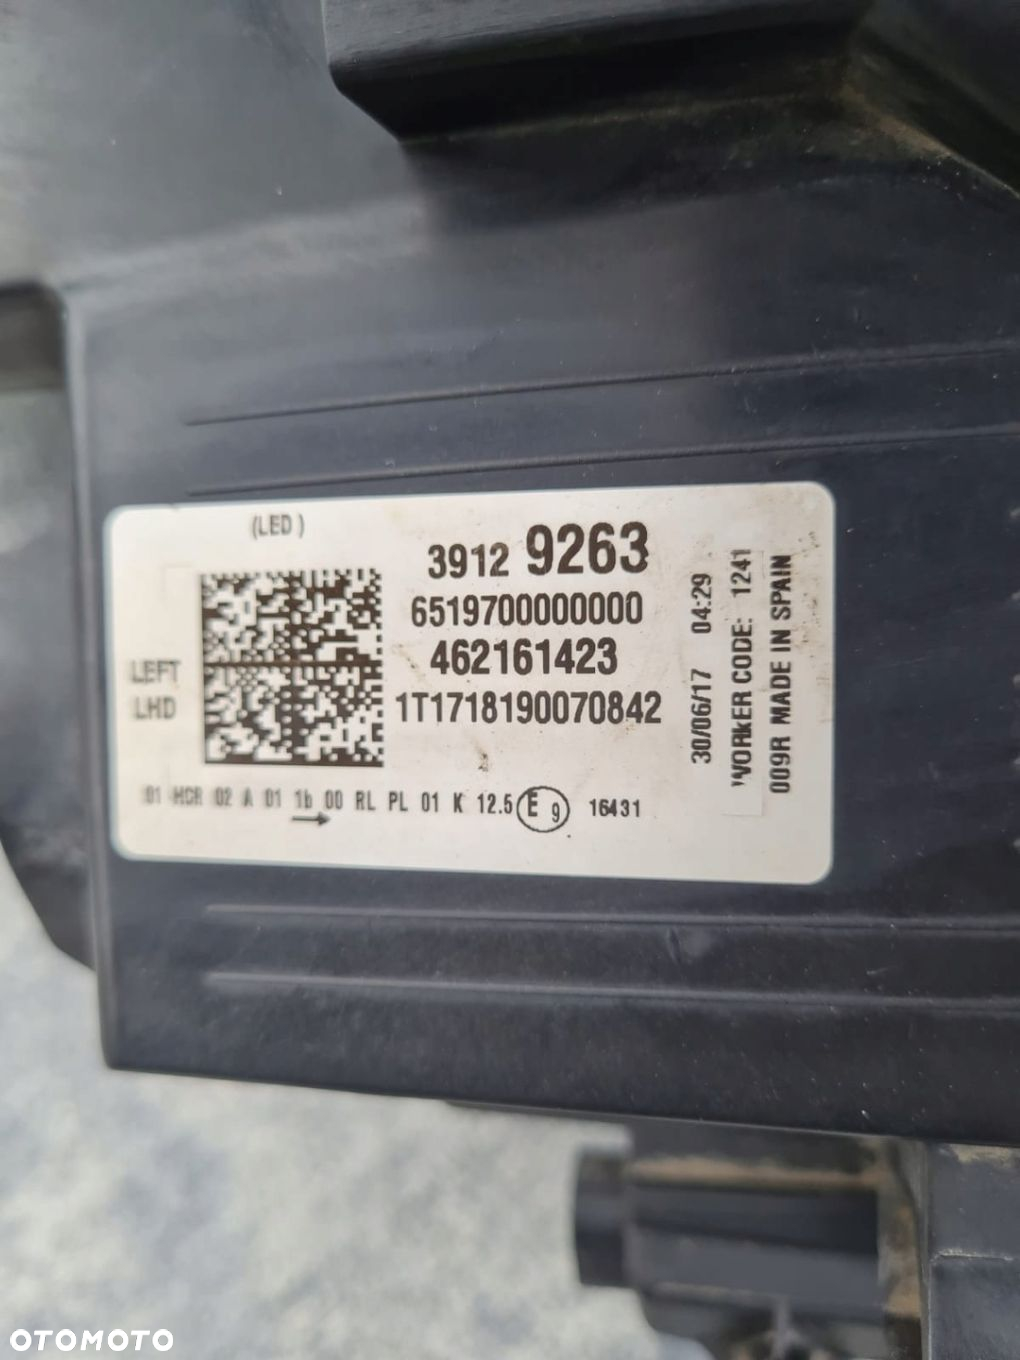 (LED)
3912 9263
6519700000000
462161423
1T1718190070842
LEFT
LHD
01 HCR 02 A 01 1b 00 RL PL 01 K 12.5 E 9 16431
30/06/17 04:29
WORKER CODE: 1241
009R MADE IN SPAIN
OTOMOTO